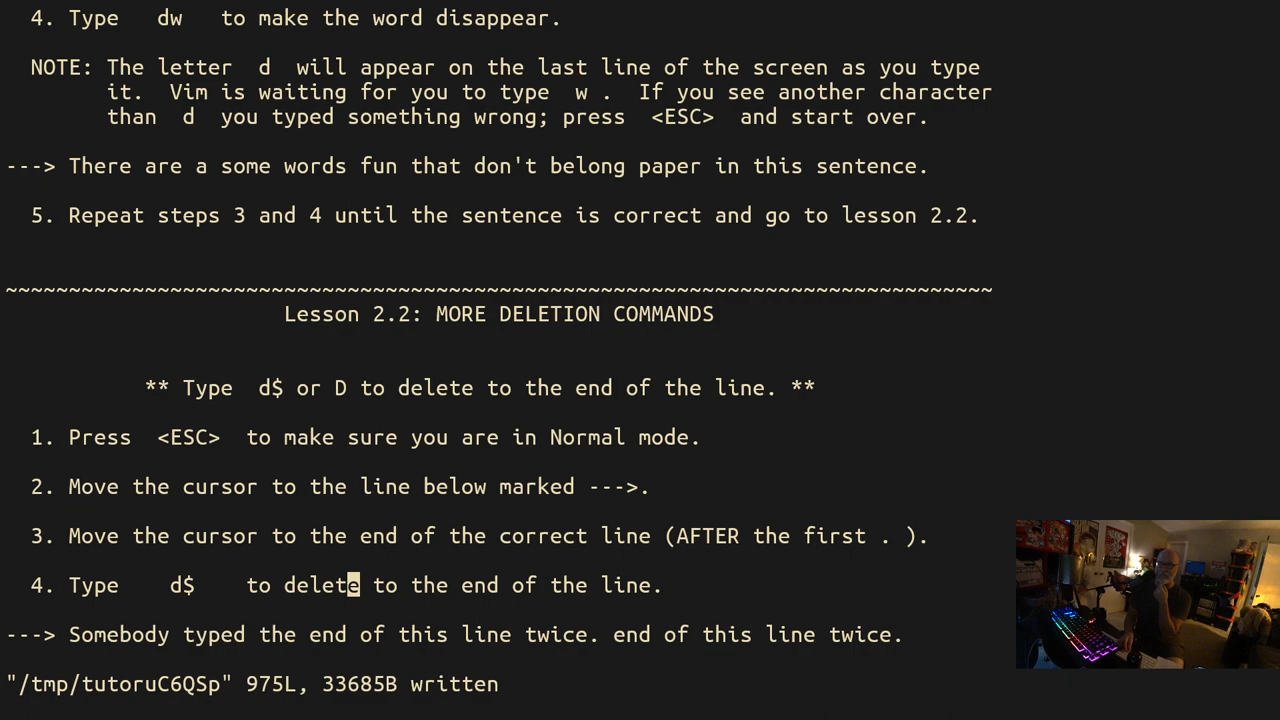 4. Type   dw   to make the word disappear.
NOTE: The letter  d  will appear on the last line of the screen as you type
it.  Vim is waiting for you to type  w .  If you see another character
than  d  you typed something wrong; press  <ESC>  and start over.
---> There are a some words fun that don't belong paper in this sentence.
5. Repeat steps 3 and 4 until the sentence is correct and go to lesson 2.2.
~~~~~~~~~~~~~~~~~~~~~~~~~~~~~~~~~~~~~~~~~~~~~~~~~~~~~~~~~~~~~~~~~~~~~~~~~~~~~~
Lesson 2.2: MORE DELETION COMMANDS
** Type  d$ or D to delete to the end of the line. **
1. Press  <ESC>  to make sure you are in Normal mode.
2. Move the cursor to the line below marked --->.
3. Move the cursor to the end of the correct line (AFTER the first . ).
4. Type    d$    to delete to the end of the line.
---> Somebody typed the end of this line twice. end of this line twice.
"/tmp/tutoruC6QSp" 975L, 33685B written